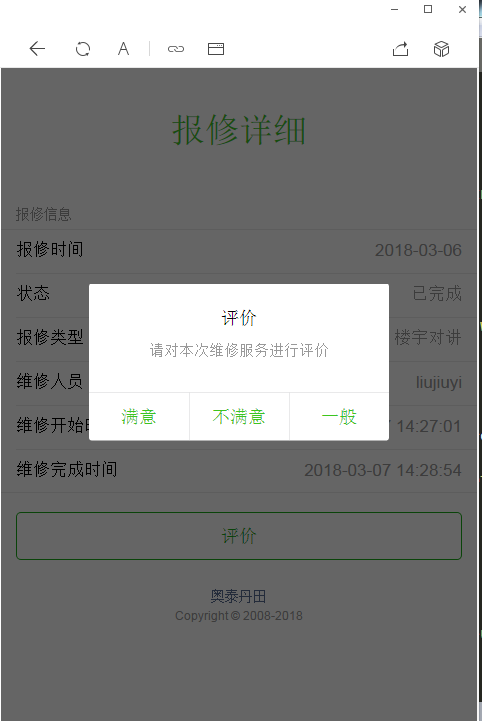 A
报修详细
报修信息
报修时间 2018-03-06
状态 已完成
报修类型 楼宇对讲
维修人员 liujiuyi
维修开始时 7 14:27:01
维修完成时间 2018-03-07 14:28:54
评价
请对本次维修服务进行评价
满意 不满意 一般
评价
奥泰丹田
Copyright © 2008-2018